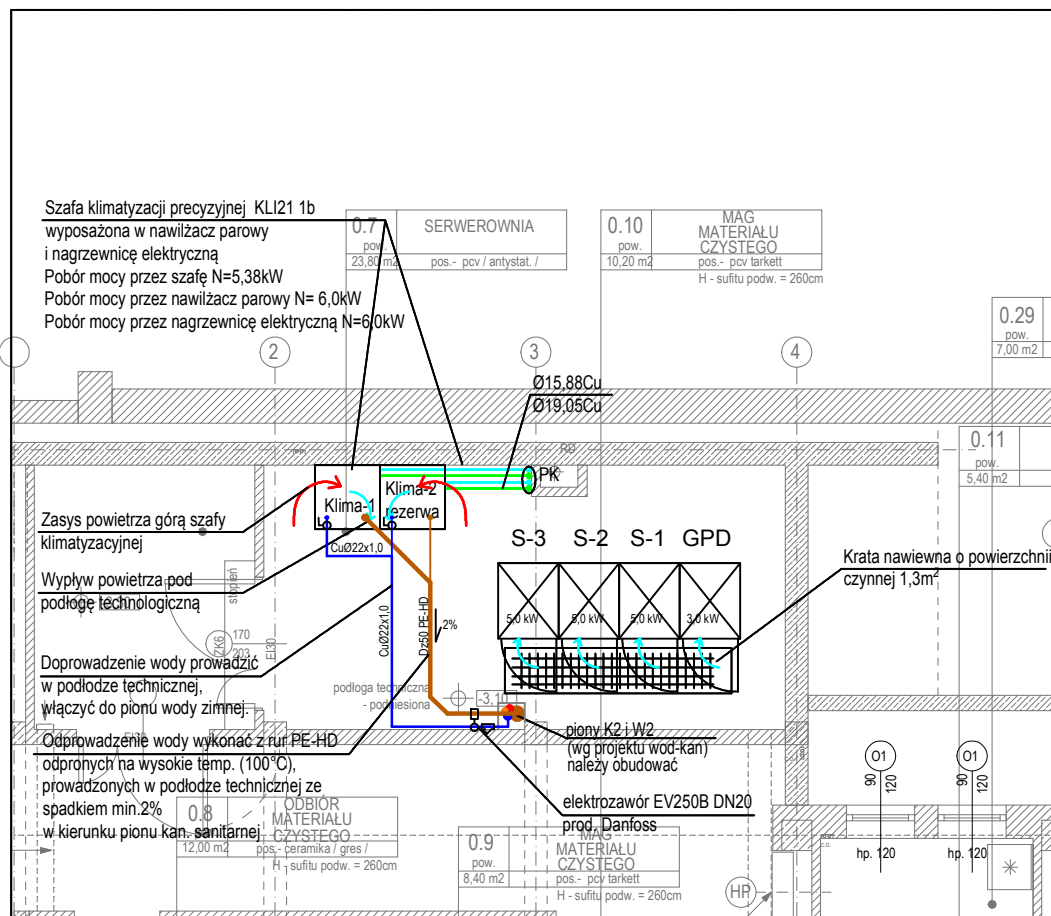 Szafa klimatyzacji precyzyjnej KLI21 1b
wyposażona w nawilżacz parowy
i nagrzewnicę elektryczną
Pobór mocy przez szafę N=5,38kW
Pobór mocy przez nawilżacz parowy N= 6,0kW
Pobór mocy przez nagrzewnicę elektryczną N=6,0kW
0.7
SERWEROWNIA
pow.
23,80 m2
pos.- pcv / antystat. /
0.10
MAG
MATERIAŁU
CZYSTEGO
pow.
10,20 m2
pos.- pcv tarkett
H - sufitu podw. = 260cm
0.29
pow.
7,00 m2
2
3
4
Ø15,88Cu
Ø19,05Cu
0.11
pow.
5,40 m2
RD
PK
Klima-1
Klima-2
rezerwa
CuØ22x1,0
Zasys powietrza górą szafy
klimatyzacyjnej
Wypływ powietrza pod
podłogę technologiczną
stopień
ZK6
170
203
EI30
CuØ22x1,0
Dz50 PE-HD
2%
S-3
S-2
S-1
GPD
5,0 kW
5,0 kW
5,0 kW
3,0 kW
Krata nawiewna o powierzchnii
czynnej 1,3m²
Doprowadzenie wody prowadzić
w podłodze technicznej,
włączyć do pionu wody zimnej.
podłoga techniczna
- podniesiona
-3,10
piony K2 i W2
(wg projektu wod-kan)
należy obudować
Odprowadzenie wody wykonać z rur PE-HD
odpronych na wysokie temp. (100°C),
prowadzonych w podłodze technicznej ze
spadkiem min.2%
w kierunku pionu kan. sanitarnej
EI30
elektrozawór EV250B DN20
prod. Danfoss
0.8
ODBIÓR
MATERIAŁU
CZYSTEGO
12,00 m2
pos.- ceramika / gres /
H - sufitu podw. = 260cm
0.9
MAG
MATERIAŁU
CZYSTEGO
pow.
8,40 m2
pos.- pcv tarkett
H - sufitu podw. = 260cm
O1
90
120
hp. 120
O1
90
120
hp. 120
HP